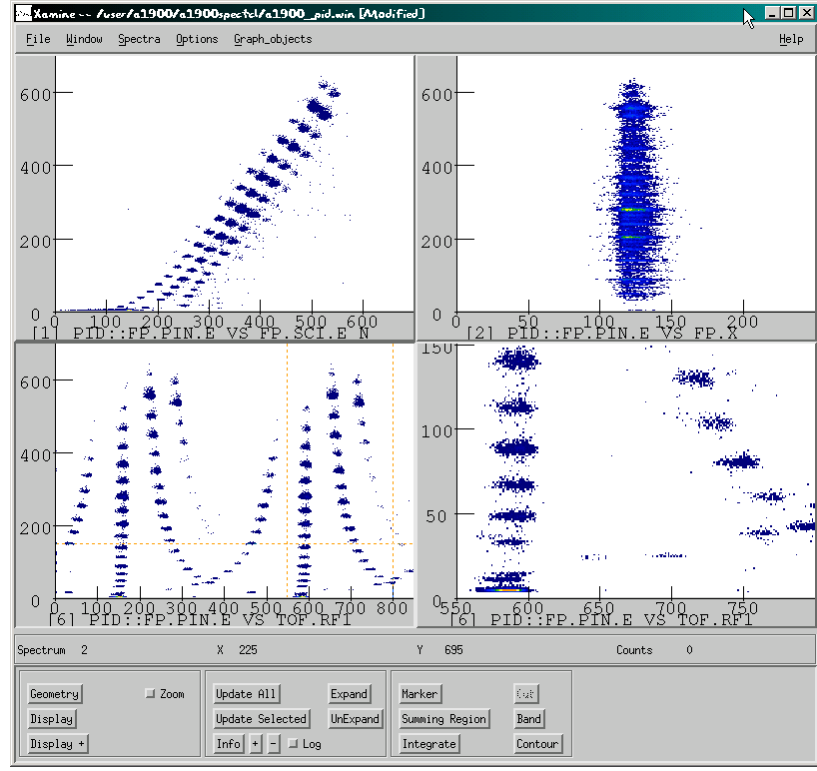 Xamine -- /user/a1900/a1900spectcl/a1900_pid.win [Modified]
File Window Spectra Options Graph_objects Help
600
400
200
0
0 100 200 300 400 500 600
[1] PID::FP.PIN.E VS FP.SCI.E N
600
400
200
0
0 50 100 150 200
[2] PID::FP.PIN.E VS FP.X
600
400
200
0
0 100 200 300 400 500 600 700 800
[6] PID::FP.PIN.E VS TOF.RF1
150
100
50
0
550 600 650 700 750
[6] PID::FP.PIN.E VS TOF.RF1
Spectrum 2 X 225 Y 695 Counts 0
Geometry Zoom Update All Expand Marker Cut
Display Update Selected UnExpand Summing Region Band
Display + Info + - Log Integrate Contour